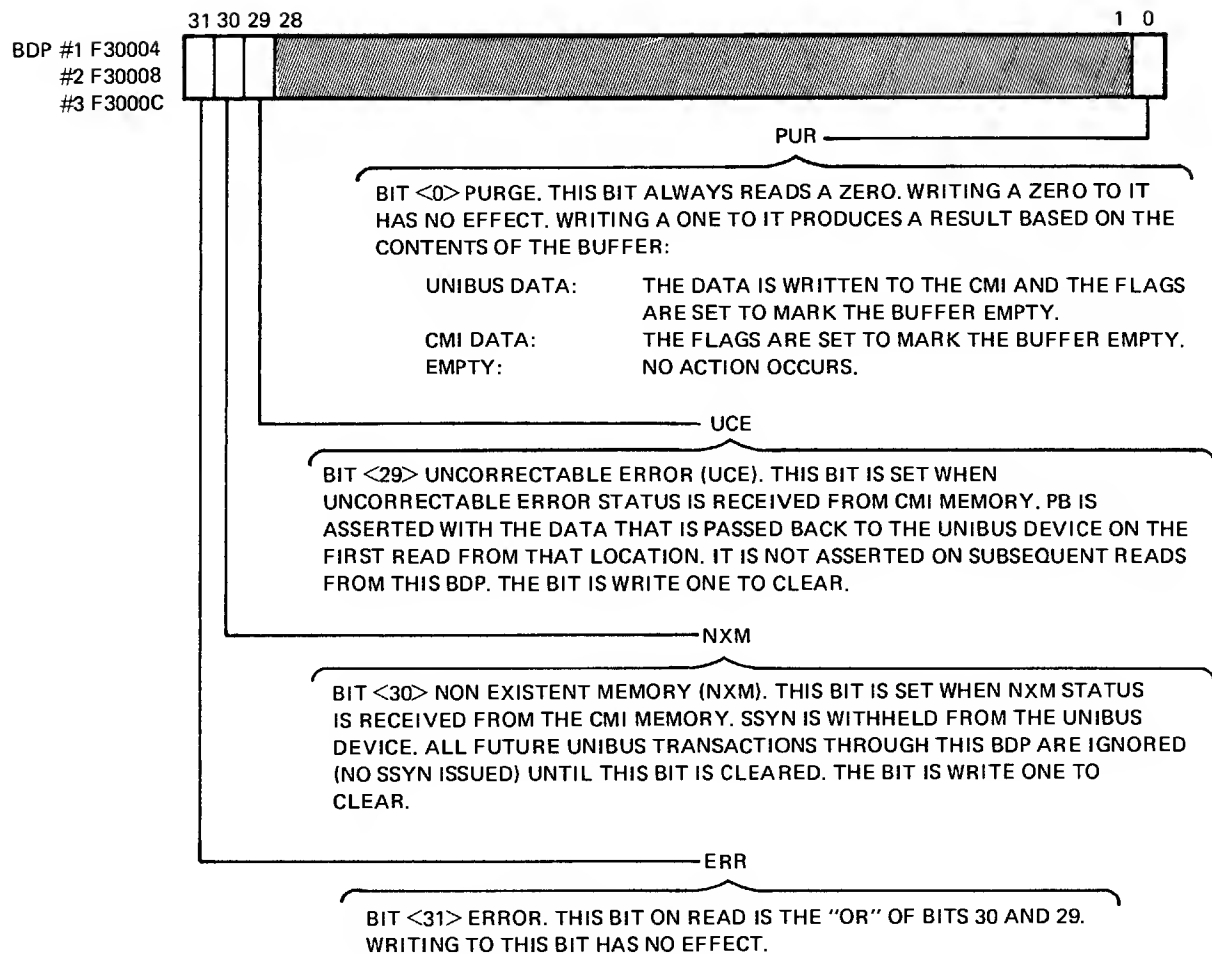 31 30 29 28 1 0
BDP #1 F30004
#2 F30008
#3 F3000C
PUR
BIT <0> PURGE. THIS BIT ALWAYS READS A ZERO. WRITING A ZERO TO IT
HAS NO EFFECT. WRITING A ONE TO IT PRODUCES A RESULT BASED ON THE
CONTENTS OF THE BUFFER:
UNIBUS DATA: THE DATA IS WRITTEN TO THE CMI AND THE FLAGS
ARE SET TO MARK THE BUFFER EMPTY.
CMI DATA: THE FLAGS ARE SET TO MARK THE BUFFER EMPTY.
EMPTY: NO ACTION OCCURS.
UCE
BIT <29> UNCORRECTABLE ERROR (UCE). THIS BIT IS SET WHEN
UNCORRECTABLE ERROR STATUS IS RECEIVED FROM CMI MEMORY. PB IS
ASSERTED WITH THE DATA THAT IS PASSED BACK TO THE UNIBUS DEVICE ON THE
FIRST READ FROM THAT LOCATION. IT IS NOT ASSERTED ON SUBSEQUENT READS
FROM THIS BDP. THE BIT IS WRITE ONE TO CLEAR.
NXM
BIT <30> NON EXISTENT MEMORY (NXM). THIS BIT IS SET WHEN NXM STATUS
IS RECEIVED FROM THE CMI MEMORY. SSYN IS WITHHELD FROM THE UNIBUS
DEVICE. ALL FUTURE UNIBUS TRANSACTIONS THROUGH THIS BDP ARE IGNORED
(NO SSYN ISSUED) UNTIL THIS BIT IS CLEARED. THE BIT IS WRITE ONE TO
CLEAR.
ERR
BIT <31> ERROR. THIS BIT ON READ IS THE "OR" OF BITS 30 AND 29.
WRITING TO THIS BIT HAS NO EFFECT.